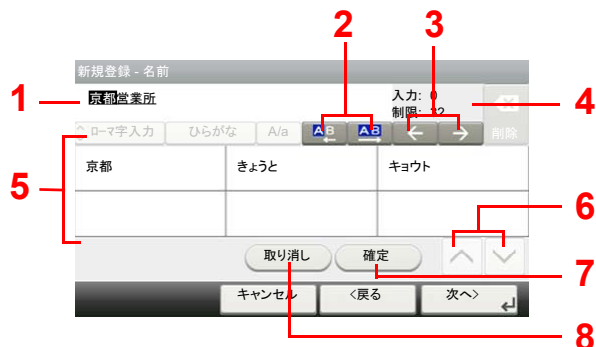 2
3
新規登録 - 名前
1
京都営業所
入力: 0
制限: 32
4
ローマ字入力
ひらがな
A/a
AB
AB
削除
5
京都
きょうと
キョウト
6
取り消し
確定
7
キャンセル
〈戻る
次へ〉
8